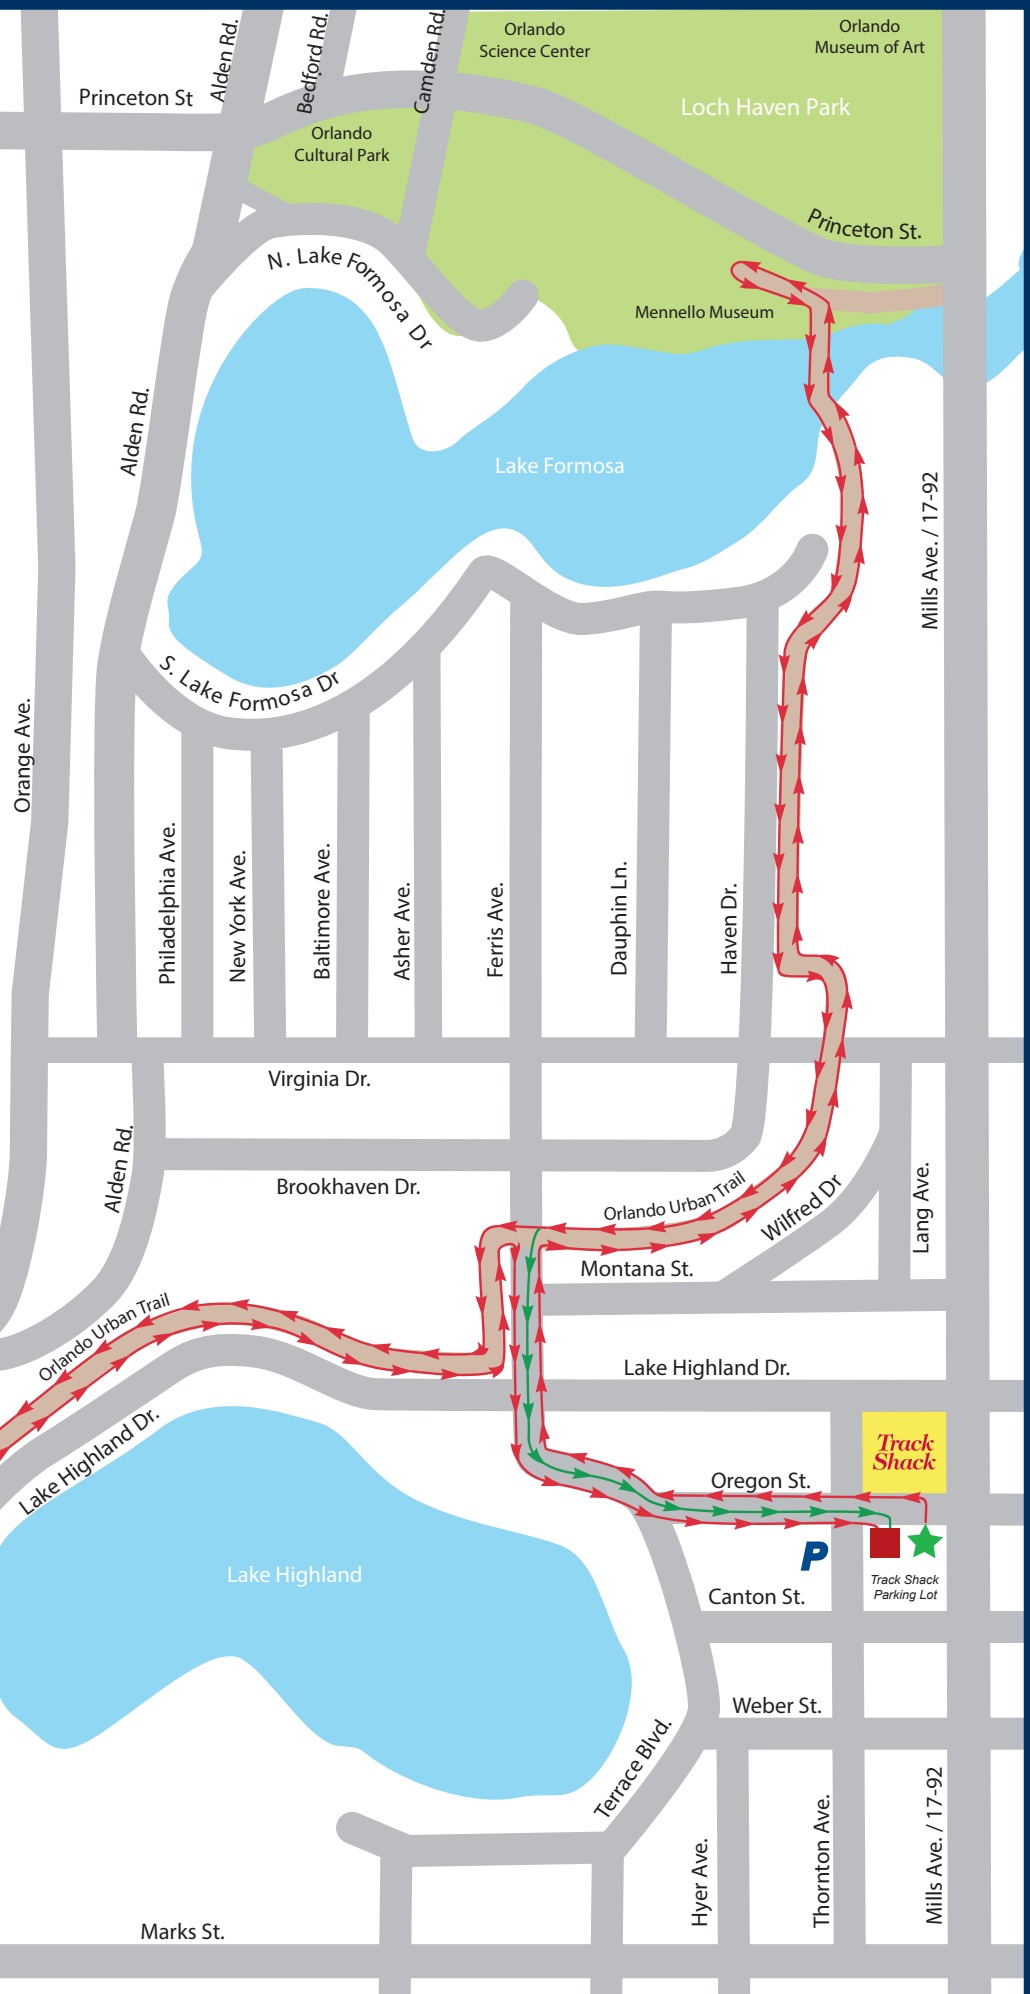 Orlando
Science Center
Orlando
Museum of Art
Alden Rd.
Bedford Rd.
Camden Rd.
Princeton St
Loch Haven Park
Orlando
Cultural Park
Princeton St.
N. Lake Formosa Dr
Mennello Museum
Alden Rd.
Lake Formosa
Mills Ave. / 17-92
S. Lake Formosa Dr
Orange Ave.
Philadelphia Ave.
New York Ave.
Baltimore Ave.
Asher Ave.
Ferris Ave.
Dauphin Ln.
Haven Dr.
Virginia Dr.
Alden Rd.
Brookhaven Dr.
Orlando Urban Trail
Wilfred Dr
Lang Ave.
Montana St.
Orlando Urban Trail
Lake Highland Dr.
Lake Highland Dr.
Track
Shack
Oregon St.
P
Lake Highland
Track Shack
Parking Lot
Canton St.
Weber St.
Terrace Blvd.
Hyer Ave.
Thornton Ave.
Mills Ave. / 17-92
Marks St.